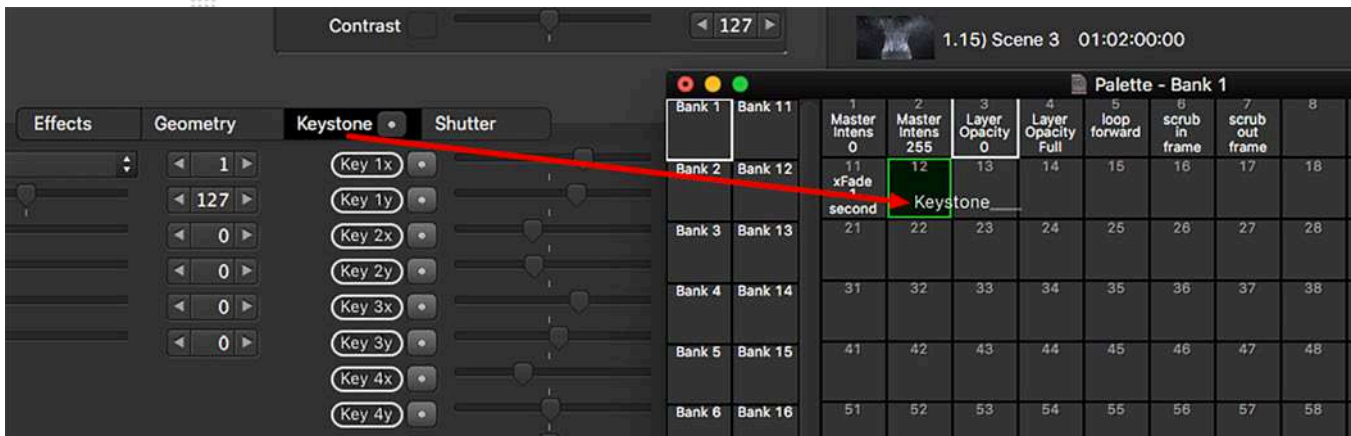 Contrast
127
1.15) Scene 3 01:02:00:00
Palette - Bank 1
Effects Geometry Keystone Shutter
1 Key 1x
127 Key 1y
0 Key 2x
0 Key 2y
0 Key 3x
0 Key 3y
Key 4x
Key 4y
Bank 1 Bank 11
Bank 2 Bank 12
Bank 3 Bank 13
Bank 4 Bank 14
Bank 5 Bank 15
Bank 6 Bank 16
1 2 3 4 5 6 7 8
Master Master Layer Layer loop scrub scrub
Intens Intens Opacity Opacity forward in out
0 255 0 Full frame frame
11 12 13 14 15 16 17 18
xFade
1
second Keystone____
21 22 23 24 25 26 27 28
31 32 33 34 35 36 37 38
41 42 43 44 45 46 47 48
51 52 53 54 55 56 57 58